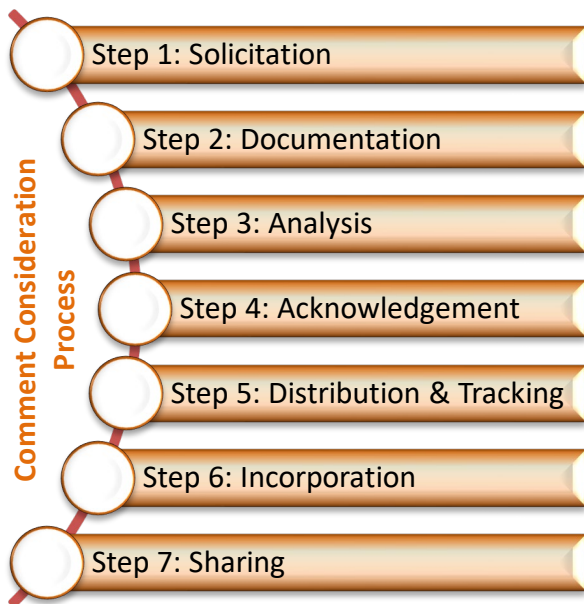 Comment Consideration
Process
Step 1: Solicitation
Step 2: Documentation
Step 3: Analysis
Step 4: Acknowledgement
Step 5: Distribution & Tracking
Step 6: Incorporation
Step 7: Sharing